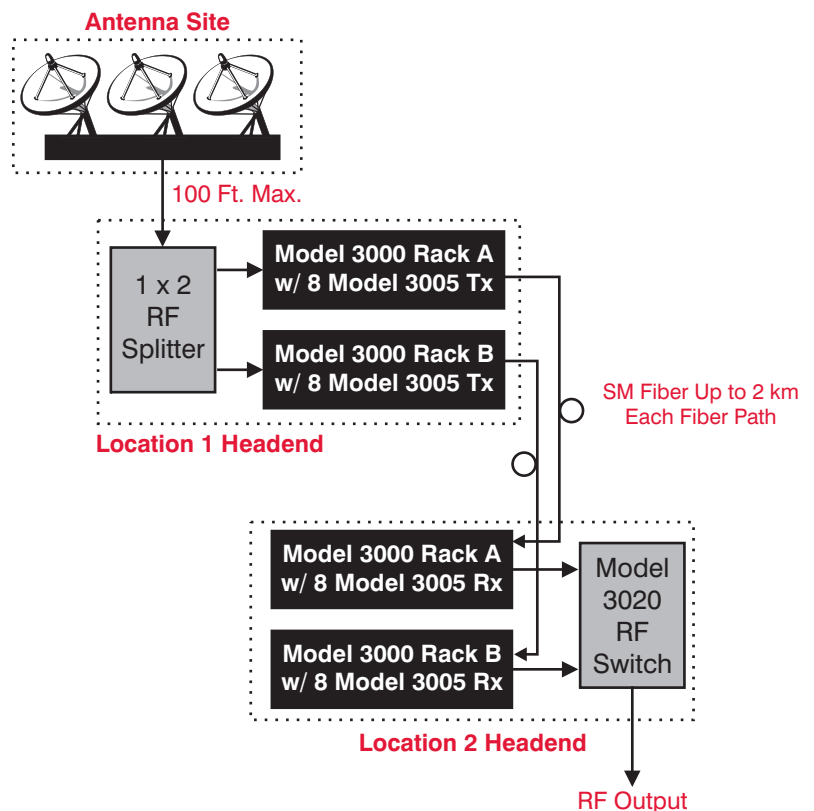 Antenna Site
100 Ft. Max.
1 x 2
RF
Splitter
Model 3000 Rack A
w/ 8 Model 3005 Tx
Model 3000 Rack B
w/ 8 Model 3005 Tx
Location 1 Headend
SM Fiber Up to 2 km
Each Fiber Path
Model 3000 Rack A
w/ 8 Model 3005 Rx
Model 3000 Rack B
w/ 8 Model 3005 Rx
Model
3020
RF
Switch
Location 2 Headend
RF Output